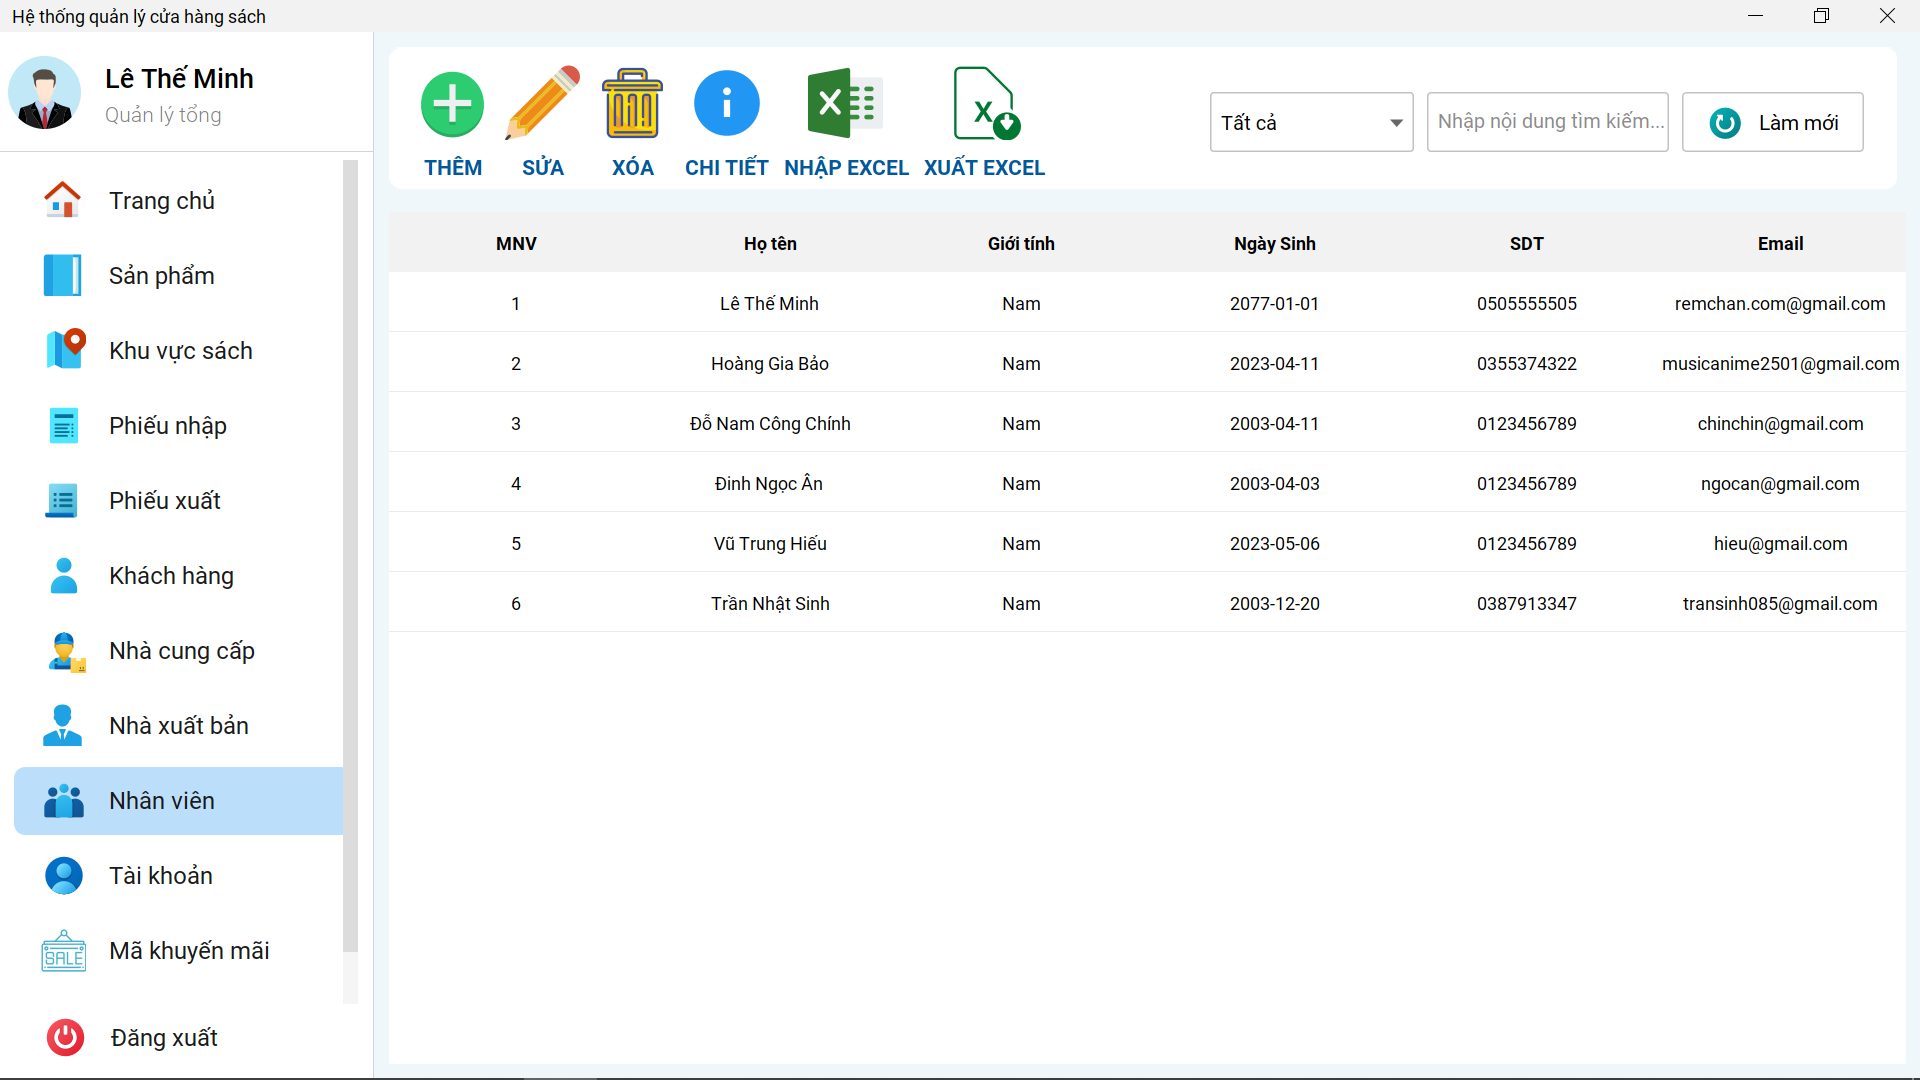 Hệ thống quản lý cửa hàng sách
Lê Thế Minh
Quản lý tổng
Trang chủ
Sản phẩm
Khu vực sách
Phiếu nhập
Phiếu xuất
Khách hàng
Nhà cung cấp
Nhà xuất bản
Nhân viên
Tài khoản
SALE
Mã khuyến mãi
Đăng xuất
THÊM SỬA XÓA CHI TIẾT NHẬP EXCEL XUẤT EXCEL
Tất cả
Nhập nội dung tìm kiếm...
Làm mới
MNV Họ tên Giới tính Ngày Sinh SDT Email
1 Lê Thế Minh Nam 2077-01-01 0505555505 remchan.com@gmail.com
2 Hoàng Gia Bảo Nam 2023-04-11 0355374322 musicanime2501@gmail.com
3 Đỗ Nam Công Chính Nam 2003-04-11 0123456789 chinchin@gmail.com
4 Đinh Ngọc Ân Nam 2003-04-03 0123456789 ngocan@gmail.com
5 Vũ Trung Hiếu Nam 2023-05-06 0123456789 hieu@gmail.com
6 Trần Nhật Sinh Nam 2003-12-20 0387913347 transinh085@gmail.com